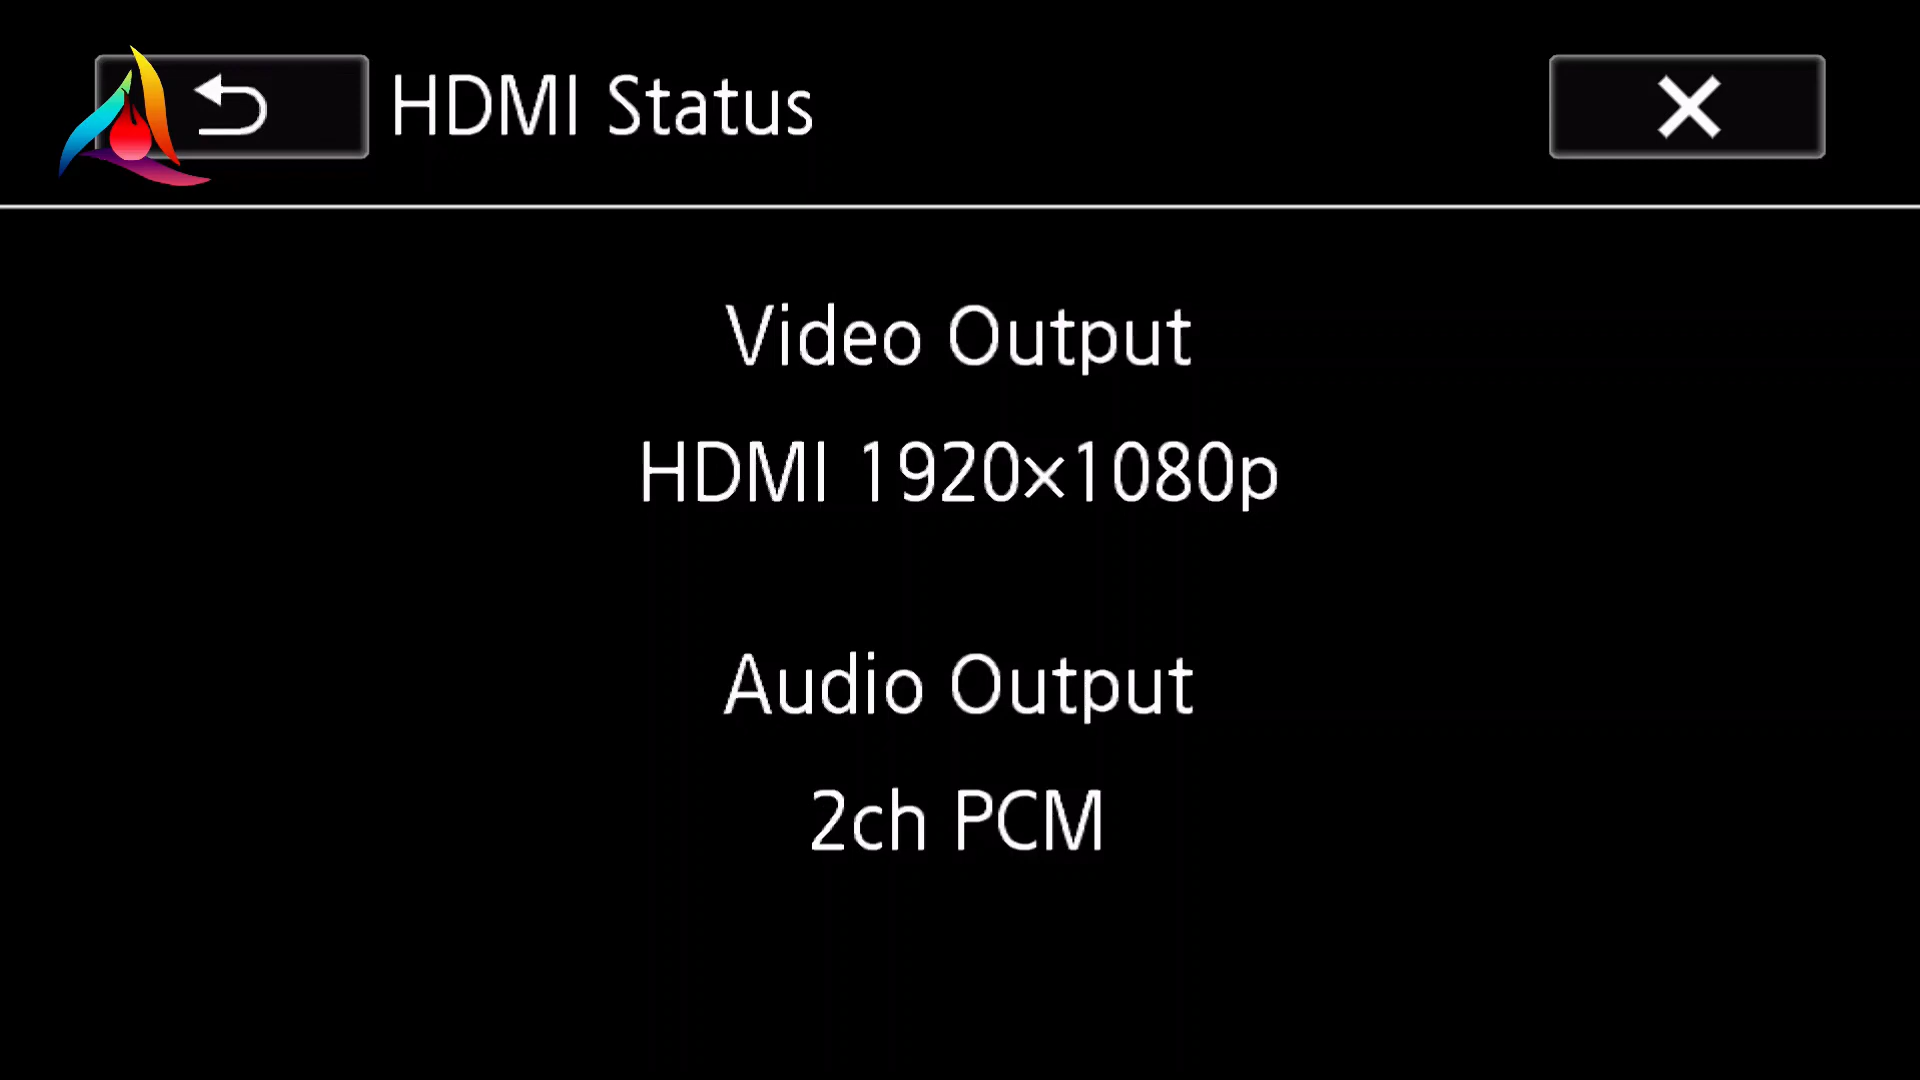 HDMI Status
Video Output
HDMI 1920×1080p
Audio Output
2ch PCM